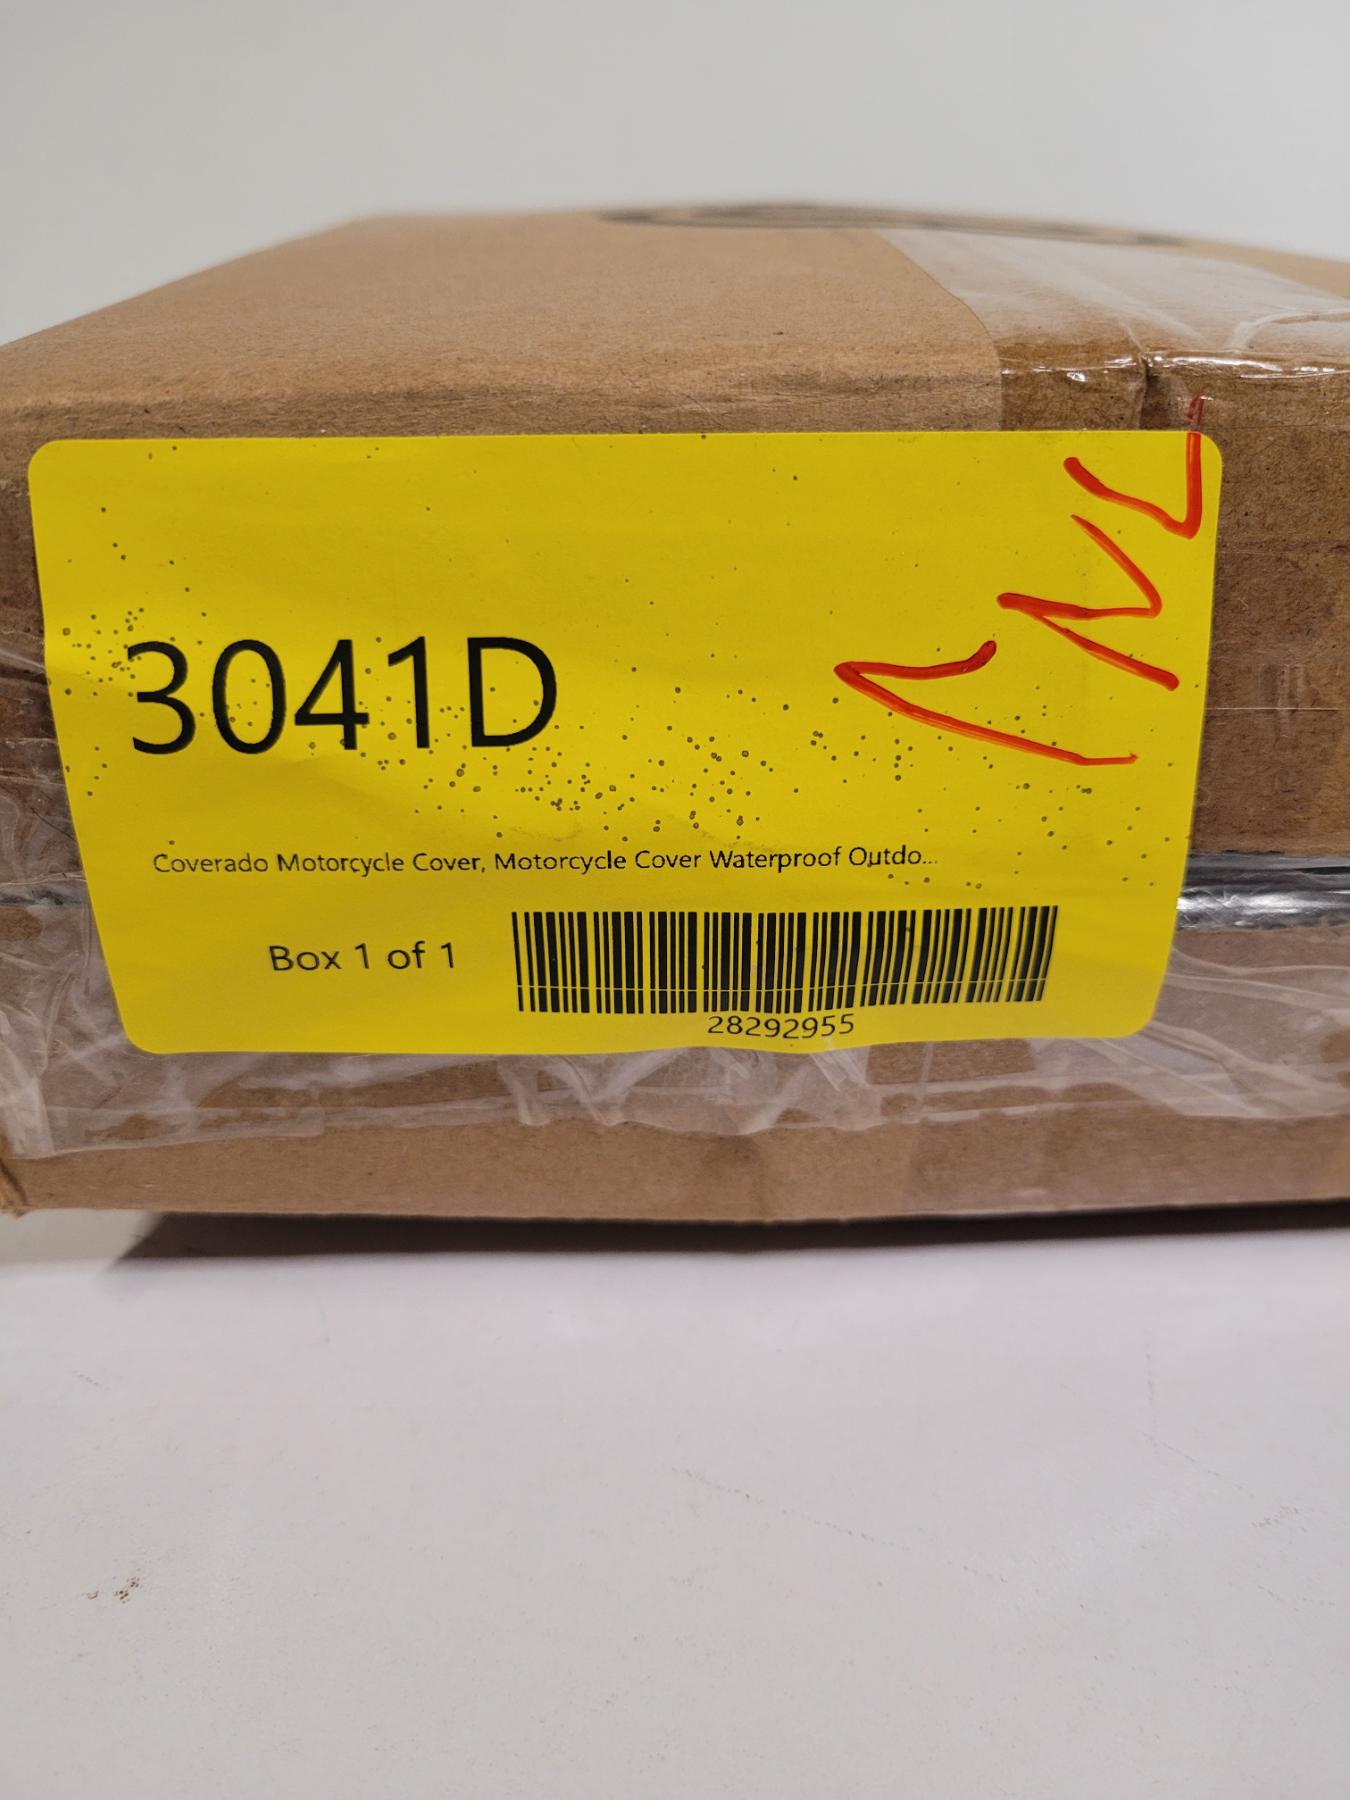 3041D
Coverado Motorcycle Cover, Motorcycle Cover Waterproof Outdo...
Box 1 of 1
28292955